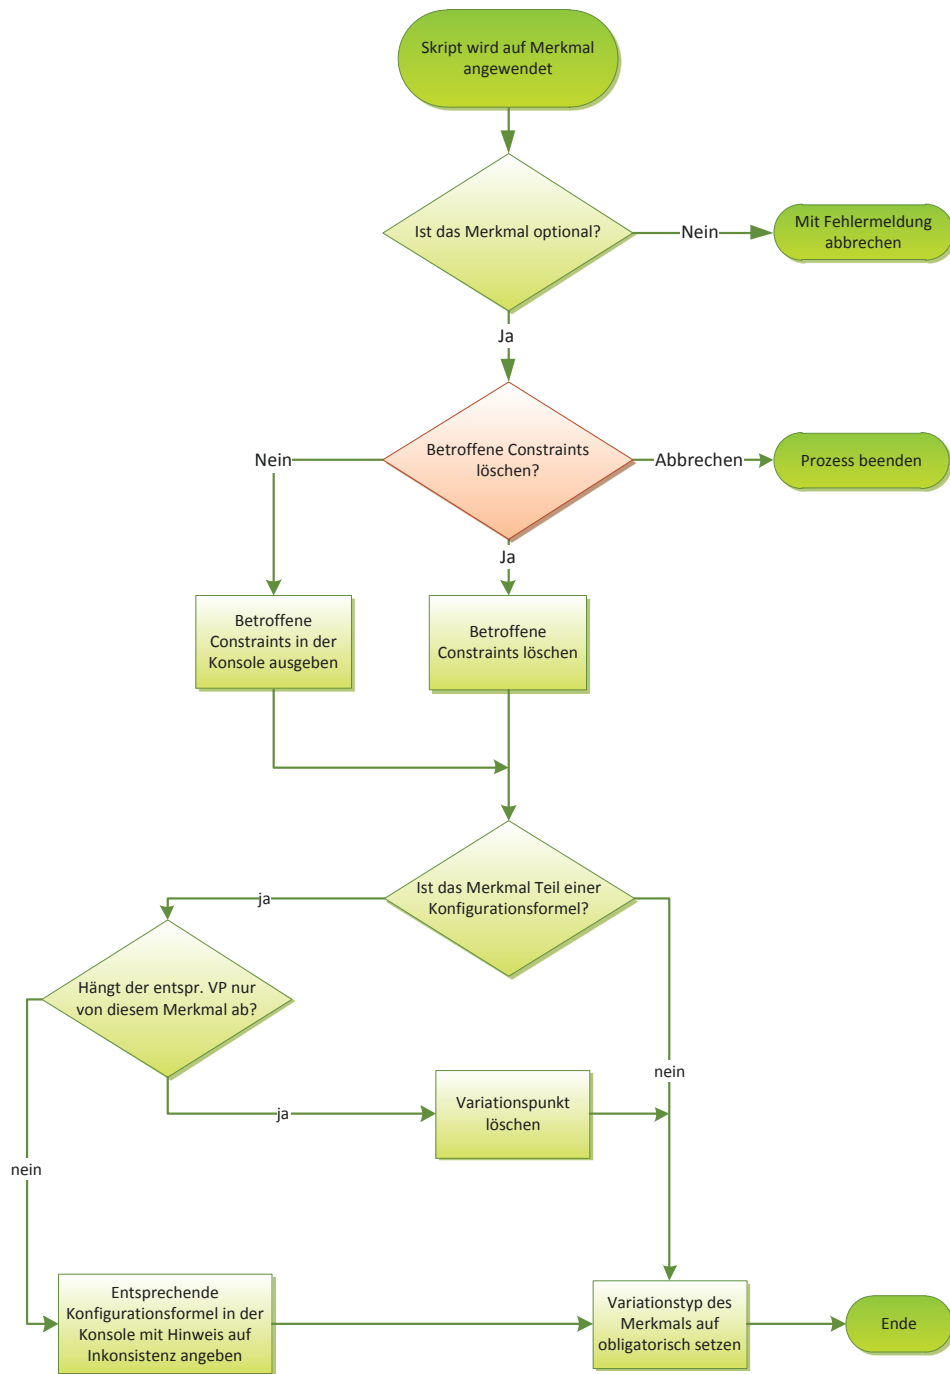 Skript wird auf Merkmal
angewendet
Ist das Merkmal optional?
Nein
Mit Fehlermeldung
abbrechen
Ja
Betroffene Constraints
löschen?
Nein
Abbrechen
Prozess beenden
Ja
Betroffene
Constraints in der
Konsole ausgeben
Betroffene
Constraints löschen
Ist das Merkmal Teil einer
Konfigurationsformel?
ja
Hängt der entspr. VP nur
von diesem Merkmal ab?
nein
ja
Variationspunkt
löschen
nein
Entsprechende
Konfigurationsformel in der
Konsole mit Hinweis auf
Inkonsistenz angeben
Variationstyp des
Merkmals auf
obligatorisch setzen
Ende